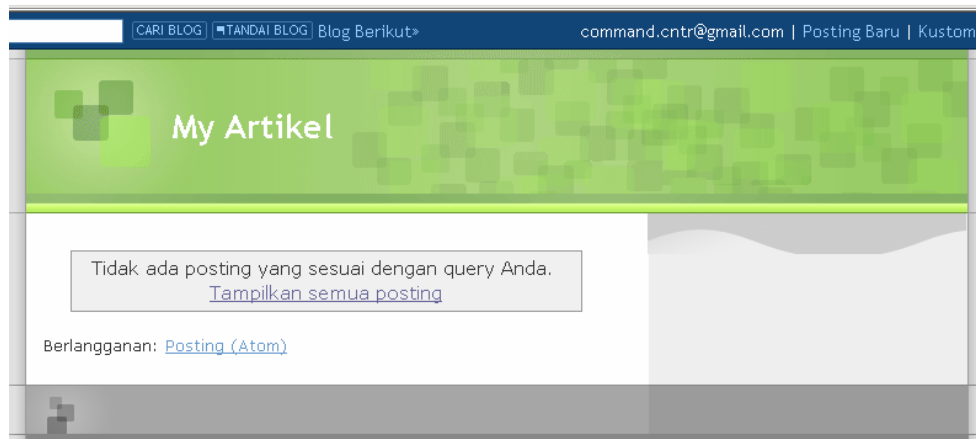 CARI BLOG TANDAI BLOG Blog Berikut» command.cntr@gmail.com | Posting Baru | Kustom
My Artikel
Tidak ada posting yang sesuai dengan query Anda.
Tampilkan semua posting
Berlangganan: Posting (Atom)